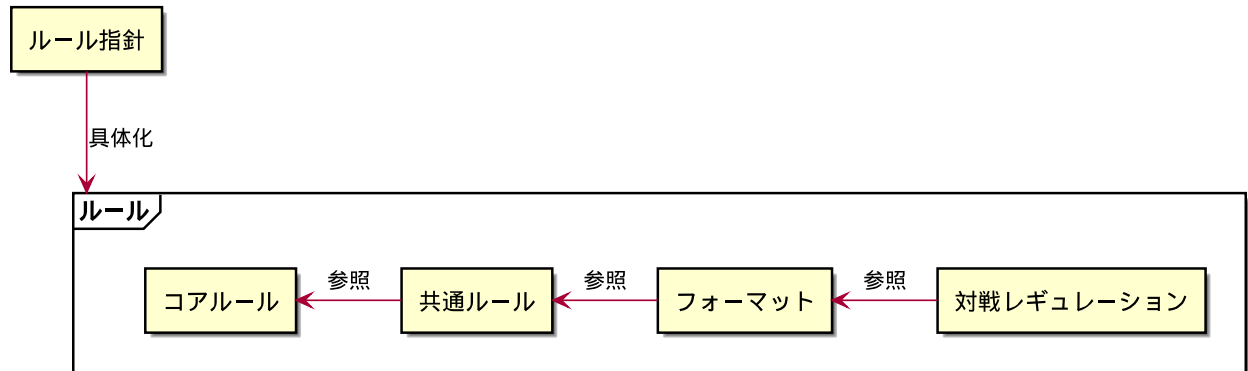 ルール指針
具体化
ルール
コアルール
参照
共通ルール
参照
フォーマット
参照
対戦レギュレーション